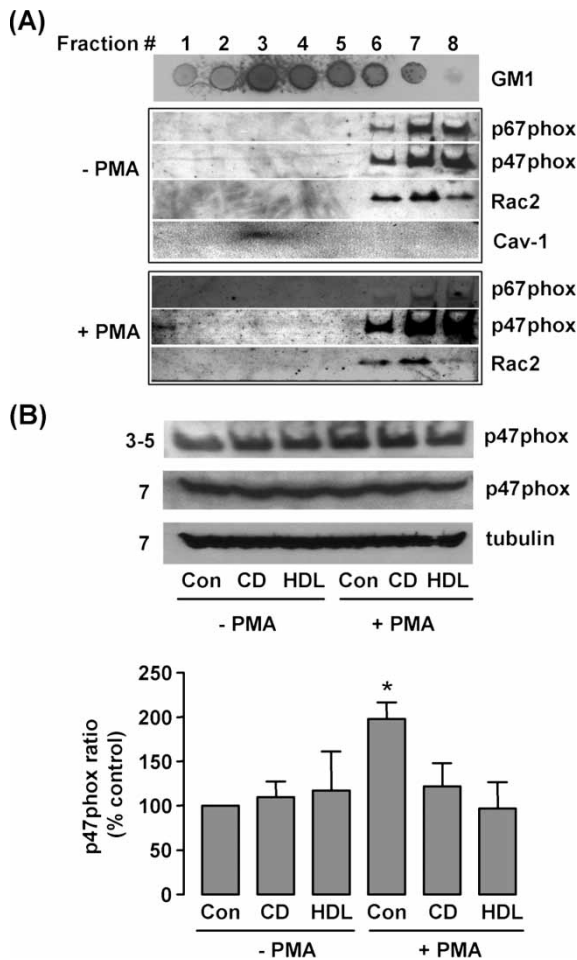 (A)
Fraction # 1 2 3 4 5 6 7 8
GM1
p67phox
- PMA p47phox
Rac2
Cav-1
p67phox
+ PMA p47phox
Rac2
(B)
3-5 p47phox
7 p47phox
7 tubulin
Con CD HDL Con CD HDL
- PMA + PMA
p47phox ratio
(% control)
250
200
150
100
50
0
*
Con CD HDL Con CD HDL
- PMA + PMA